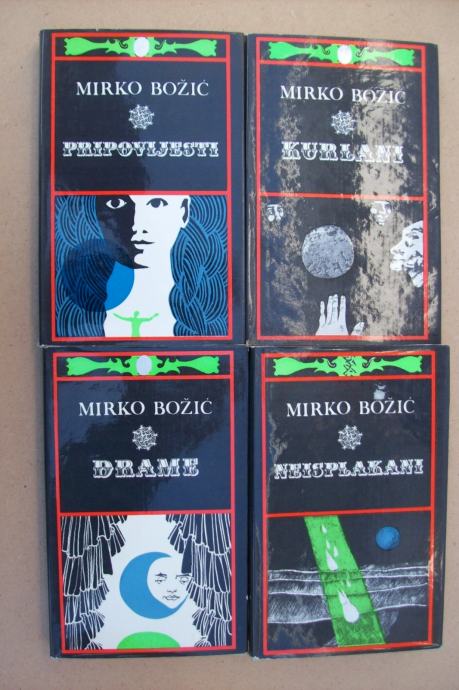 MIRKO BOŽIĆ
PRIPOVIJESTI
MIRKO BOŽIĆ
KURLANI
MIRKO BOŽIĆ
DRAME
MIRKO BOŽIĆ
NEISPLAKANI